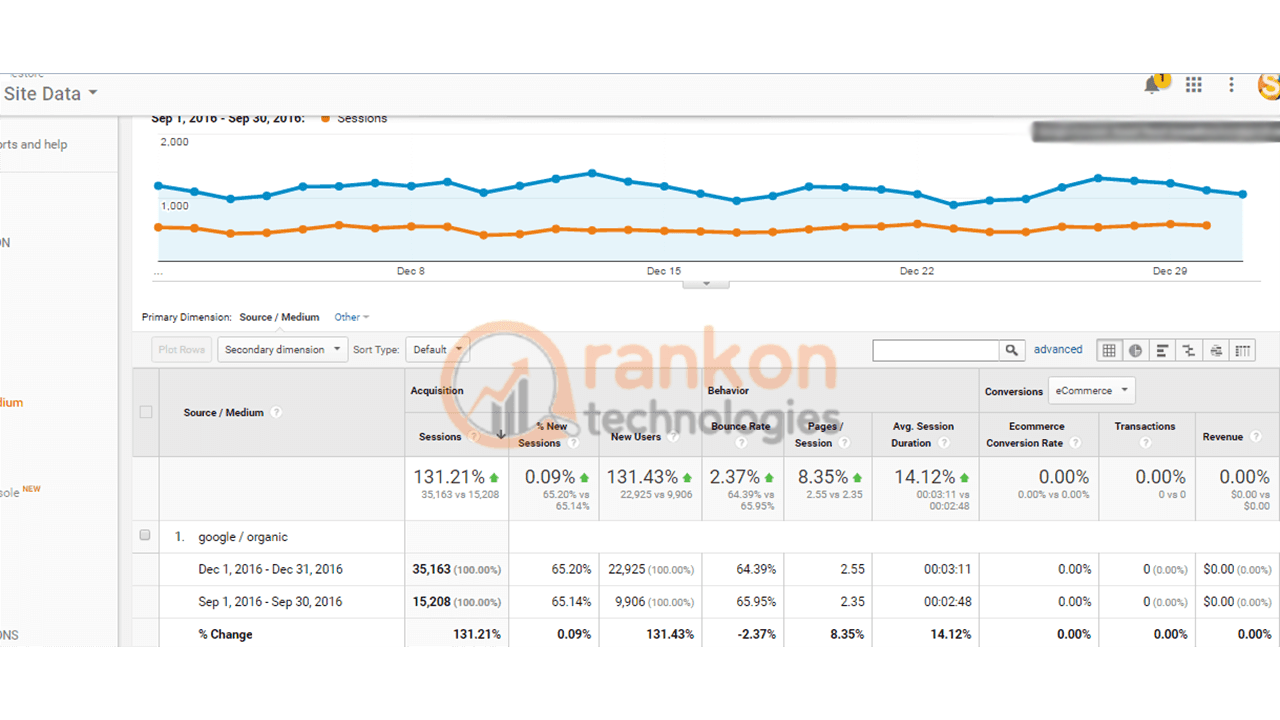 Site Data
1
rts and help
Sep 1, 2016 - Sep 30, 2016: Sessions
2,000
1,000
... Dec 8 Dec 15 Dec 22 Dec 29
ON
dium
sole NEW
ONS
Primary Dimension: Source / Medium Other
Plot Rows Secondary dimension Sort Type: Default advanced
rankon
technologies
Source / Medium ? Acquisition Behavior Conversions eCommerce
Sessions ? % New Sessions ? New Users ? Bounce Rate ? Pages / Session ? Avg. Session Duration ? Ecommerce Conversion Rate ? Transactions ? Revenue ?
131.21% 0.09% 131.43% 2.37% 8.35% 14.12% 0.00% 0.00% 0.00%
35,163 vs 15,208 65.20% vs 65.14% 22,925 vs 9,906 64.39% vs 65.95% 2.55 vs 2.35 00:03:11 vs 00:02:48 0.00% vs 0.00% 0 vs 0 $0.00 vs $0.00
1. google / organic
Dec 1, 2016 - Dec 31, 2016 35,163 (100.00%) 65.20% 22,925 (100.00%) 64.39% 2.55 00:03:11 0.00% 0 (0.00%) $0.00 (0.00%)
Sep 1, 2016 - Sep 30, 2016 15,208 (100.00%) 65.14% 9,906 (100.00%) 65.95% 2.35 00:02:48 0.00% 0 (0.00%) $0.00 (0.00%)
% Change 131.21% 0.09% 131.43% -2.37% 8.35% 14.12% 0.00% 0.00% 0.00%